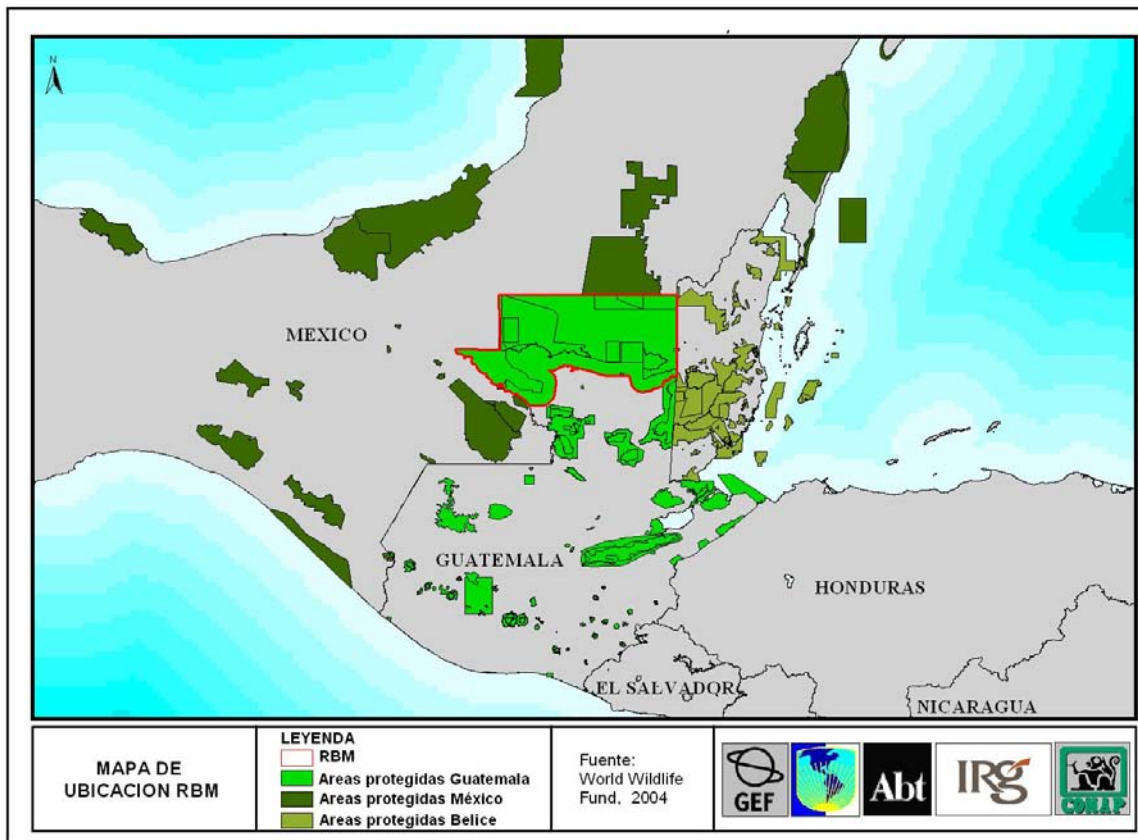 N
MEXICO
GUATEMALA
HONDURAS
EL SALVADOR
NICARAGUA
MAPA DE
UBICACION RBM
LEYENDA
RBM
Areas protegidas Guatemala
Areas protegidas México
Areas protegidas Belice
Fuente:
World Wildlife
Fund, 2004
GEF
Abt
IRg
CONAP